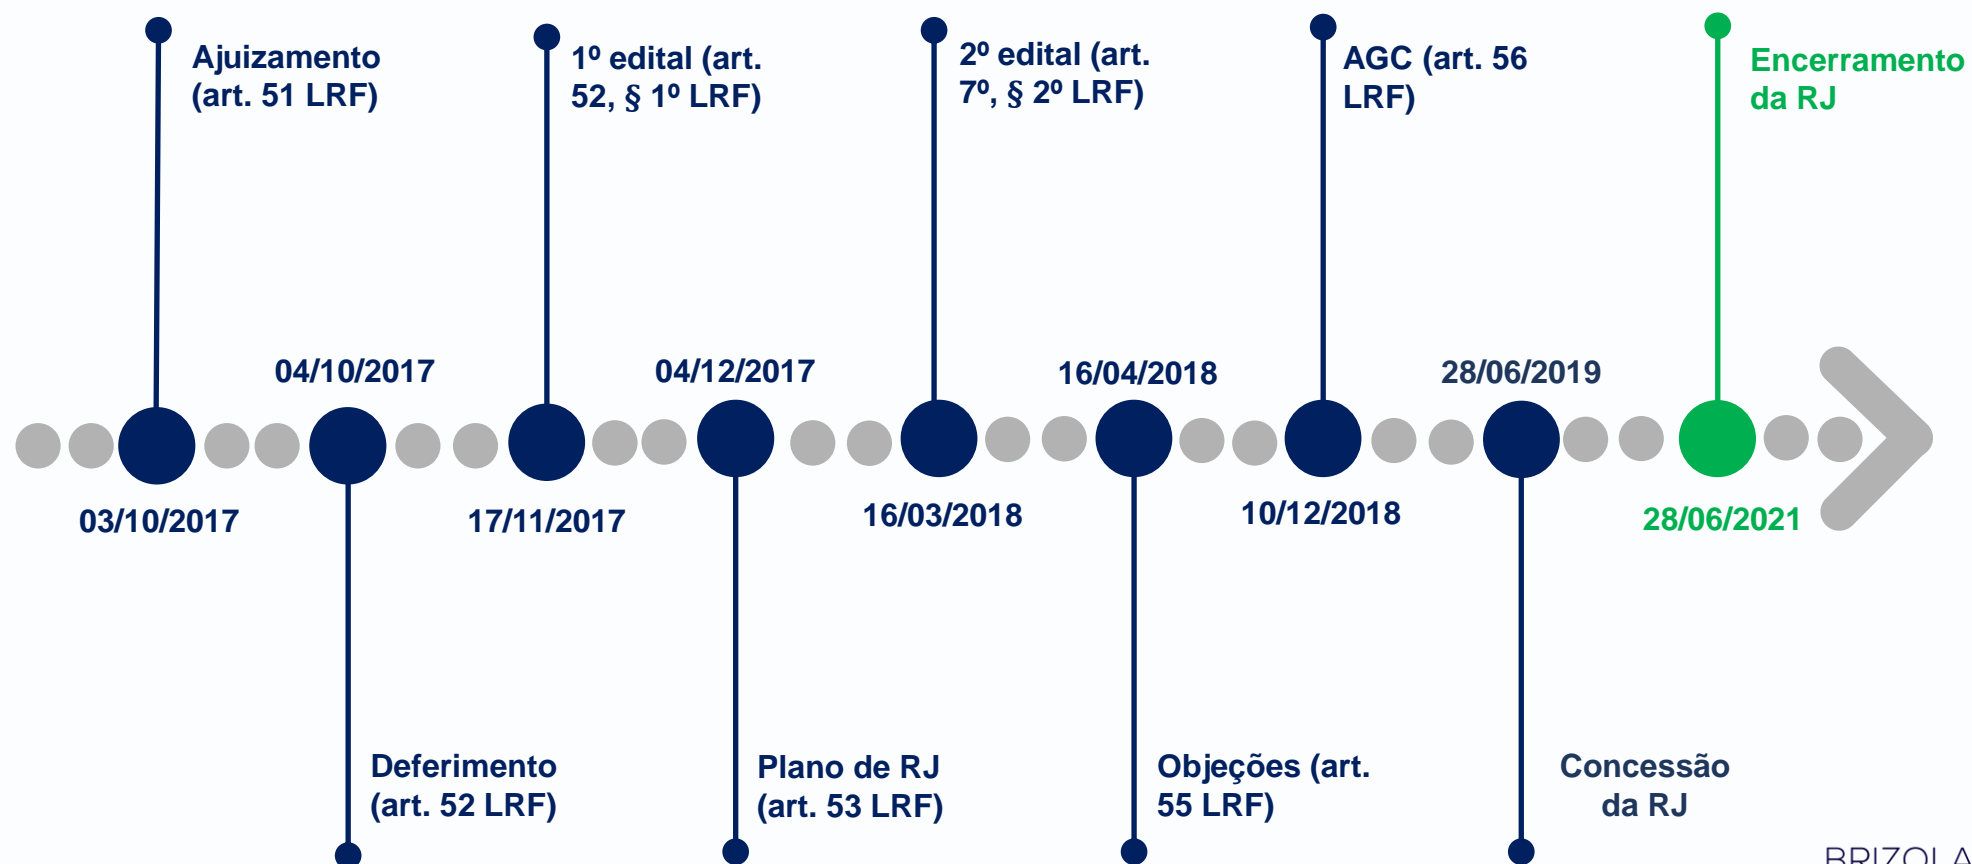 Ajuizamento
(art. 51 LRF)
1º edital (art.
52, § 1º LRF)
2º edital (art.
7º, § 2º LRF)
AGC (art. 56
LRF)
Encerramento
da RJ
04/10/2017
04/12/2017
16/04/2018
28/06/2019
03/10/2017
17/11/2017
16/03/2018
10/12/2018
28/06/2021
Deferimento
(art. 52 LRF)
Plano de RJ
(art. 53 LRF)
Objeções (art.
55 LRF)
Concessão
da RJ
BRIZOLA